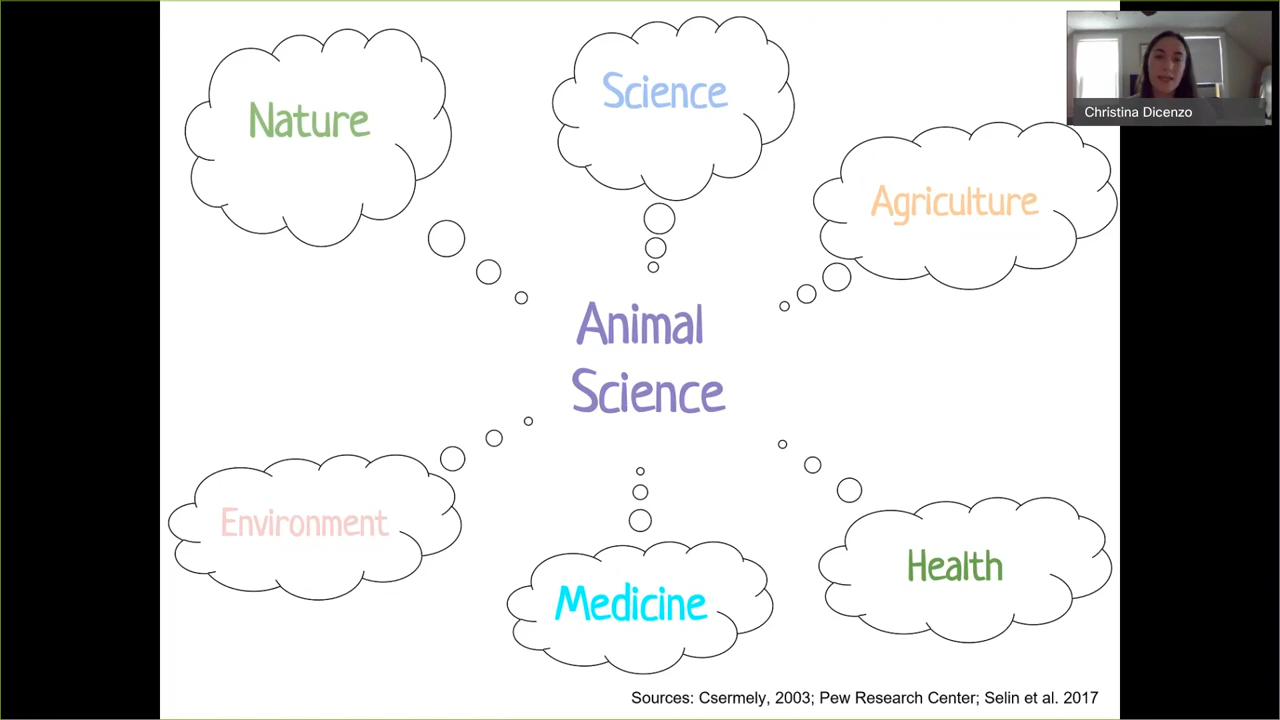 Nature
Science
Christina Dicenzo
Agriculture
Animal
Science
Environment
Medicine
Health
Sources: Csermely, 2003; Pew Research Center; Selin et al. 2017